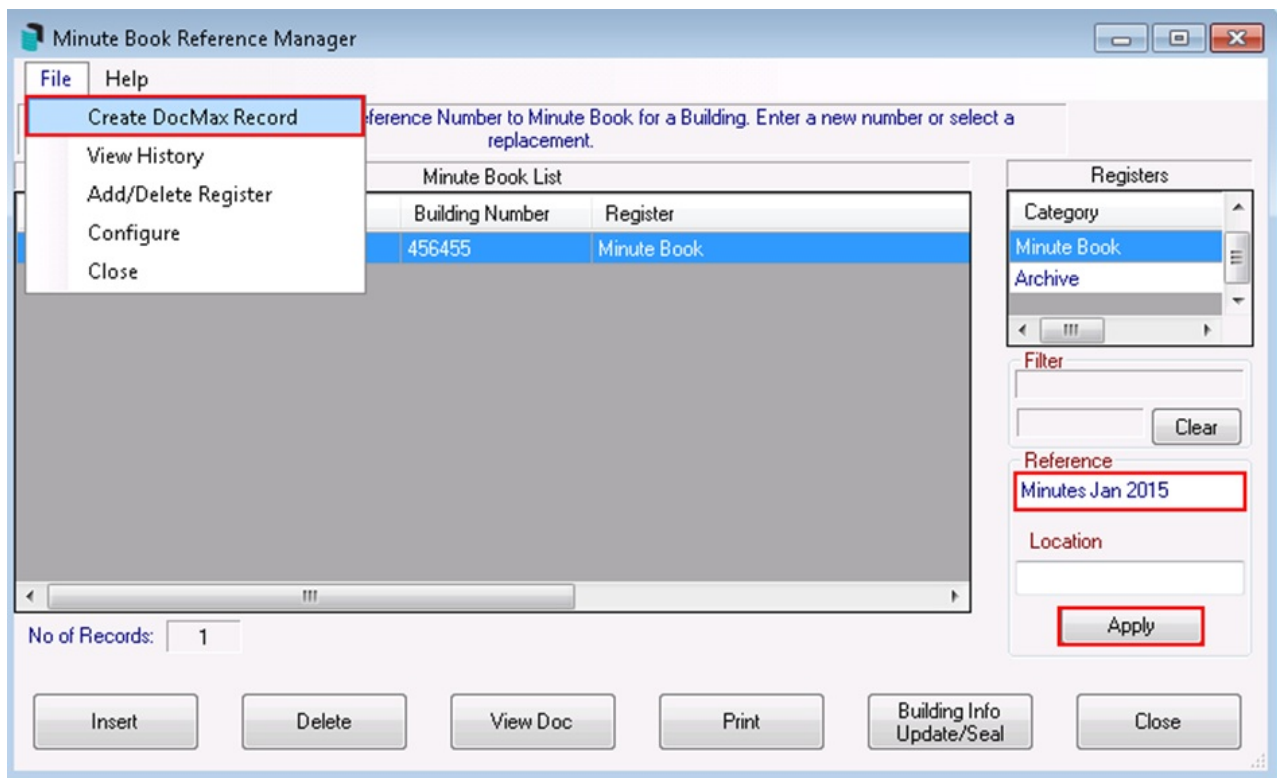 Minute Book Reference Manager
File Help
Create DocMax Record
View History
Add/Delete Register
Configure
Close
Reference Number to Minute Book for a Building. Enter a new number or select a
replacement.
Minute Book List
Building Number Register
456455 Minute Book
Registers
Category
Minute Book
Archive
Filter
Clear
Reference
Minutes Jan 2015
Location
Apply
No of Records: 1
Insert Delete View Doc Print Building Info
Update/Seal Close